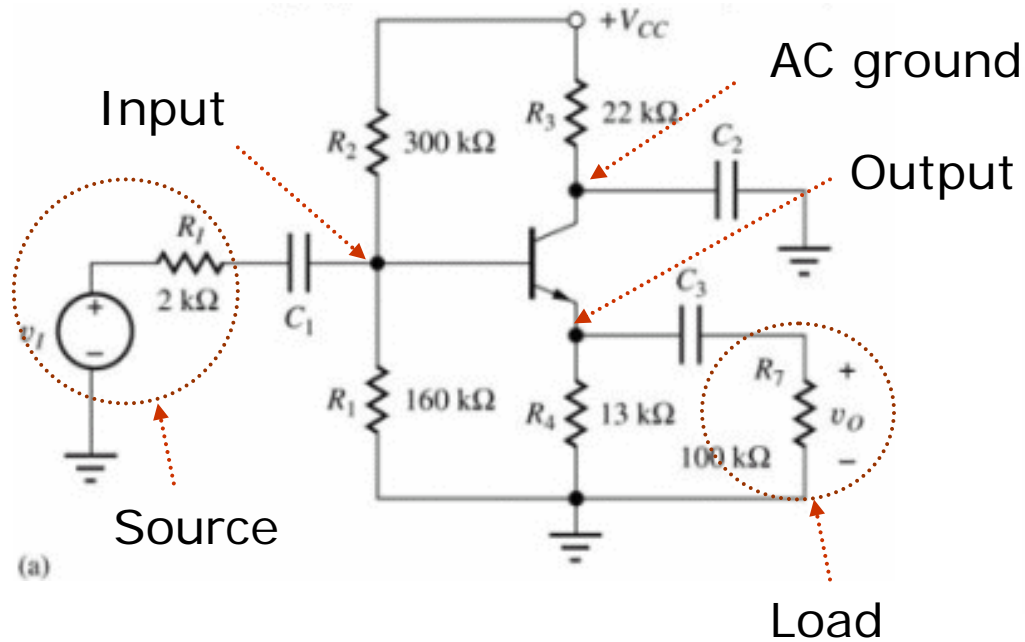 +V_CC
AC ground
Input
R_3 22 kΩ
C_2
R_2 300 kΩ
Output
R_I
2 kΩ
C_1
C_3
+
v_I
−
R_1 160 kΩ
R_4 13 kΩ
R_7 +
v_O
100 kΩ −
Source
(a)
Load